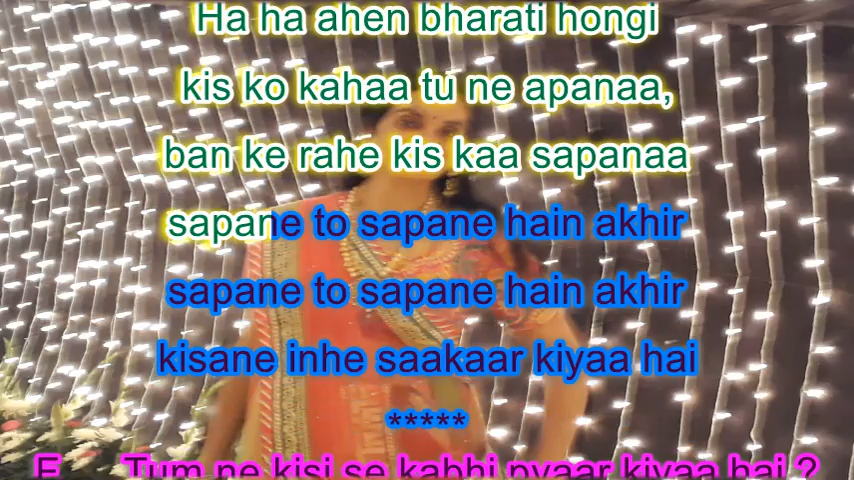 Ha ha ahen bharati hongi
kis ko kahaa tu ne apanaa,
ban ke rahe kis kaa sapanaa
sapane to sapane hain akhir
sapane to sapane hain akhir
kisane inhe saakaar kiyaa hai
*****
F... Tum ne kisi se kabhi pyaar kiyaa hai ?